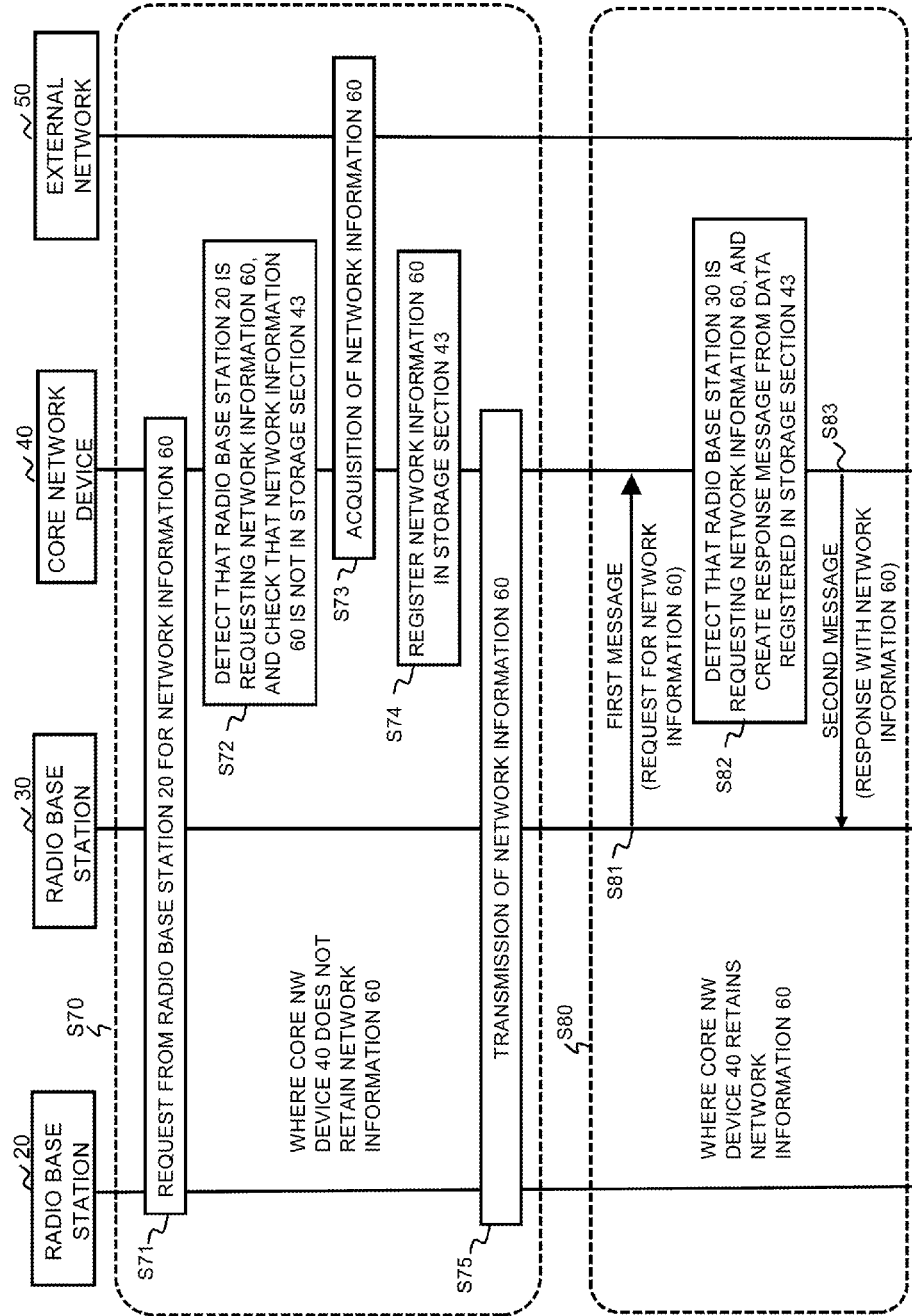 20
RADIO BASE
STATION
30
RADIO BASE
STATION
40
CORE NETWORK
DEVICE
50
EXTERNAL
NETWORK
S70
S71
REQUEST FROM RADIO BASE STATION 20 FOR NETWORK INFORMATION 60
WHERE CORE NW
DEVICE 40 DOES NOT
RETAIN NETWORK
INFORMATION 60
S72
DETECT THAT RADIO BASE STATION 20 IS
REQUESTING NETWORK INFORMATION 60,
AND CHECK THAT NETWORK INFORMATION
60 IS NOT IN STORAGE SECTION 43
S73
ACQUISITION OF NETWORK INFORMATION 60
S74
REGISTER NETWORK INFORMATION 60
IN STORAGE SECTION 43
S75
TRANSMISSION OF NETWORK INFORMATION 60
S80
WHERE CORE NW
DEVICE 40 RETAINS
NETWORK
INFORMATION 60
S81
FIRST MESSAGE
(REQUEST FOR NETWORK
INFORMATION 60)
S82
DETECT THAT RADIO BASE STATION 30 IS
REQUESTING NETWORK INFORMATION 60, AND
CREATE RESPONSE MESSAGE FROM DATA
REGISTERED IN STORAGE SECTION 43
S83
SECOND MESSAGE
(RESPONSE WITH NETWORK
INFORMATION 60)